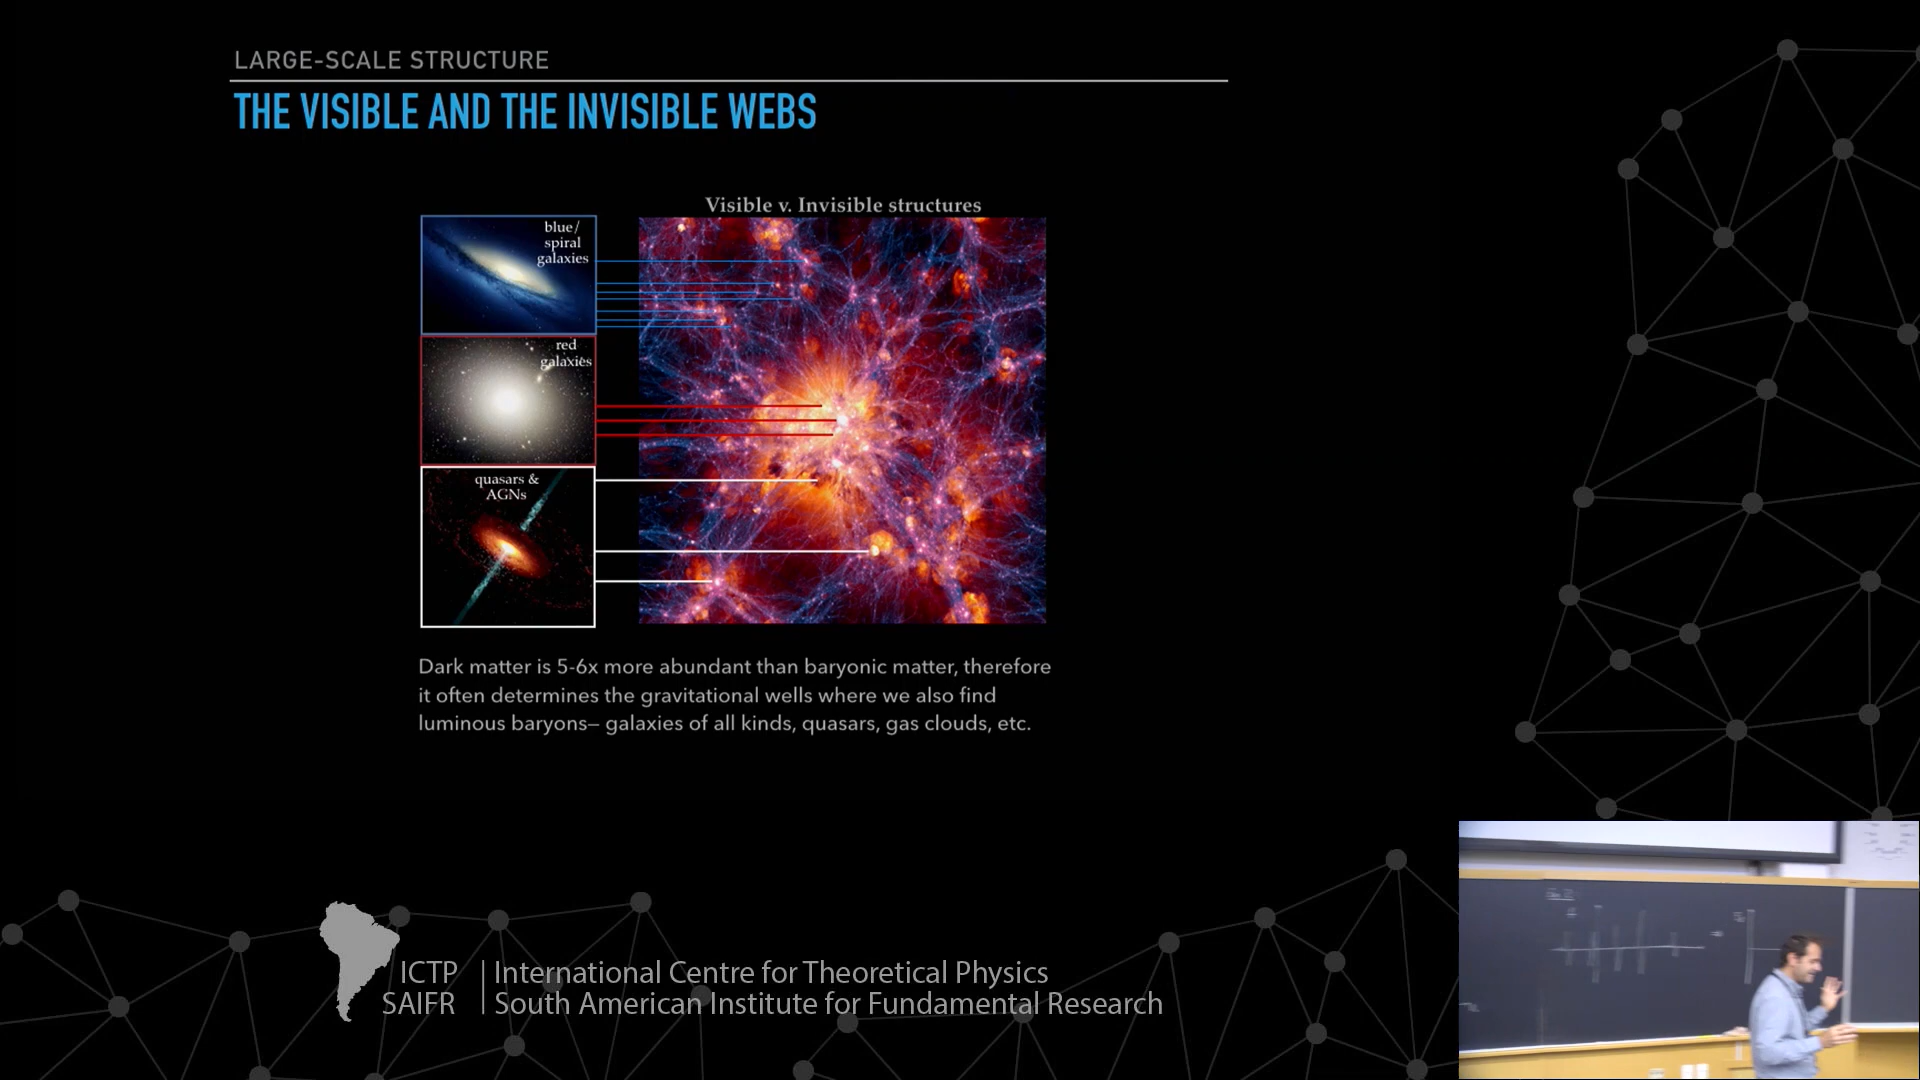 LARGE-SCALE STRUCTURE
THE VISIBLE AND THE INVISIBLE WEBS
Visible v. Invisible structures
blue/
spiral
galaxies
red
galaxies
quasars &
AGNs
Dark matter is 5-6x more abundant than baryonic matter, therefore
it often determines the gravitational wells where we also find
luminous baryons— galaxies of all kinds, quasars, gas clouds, etc.
ICTP
SAIFR
International Centre for Theoretical Physics
South American Institute for Fundamental Research